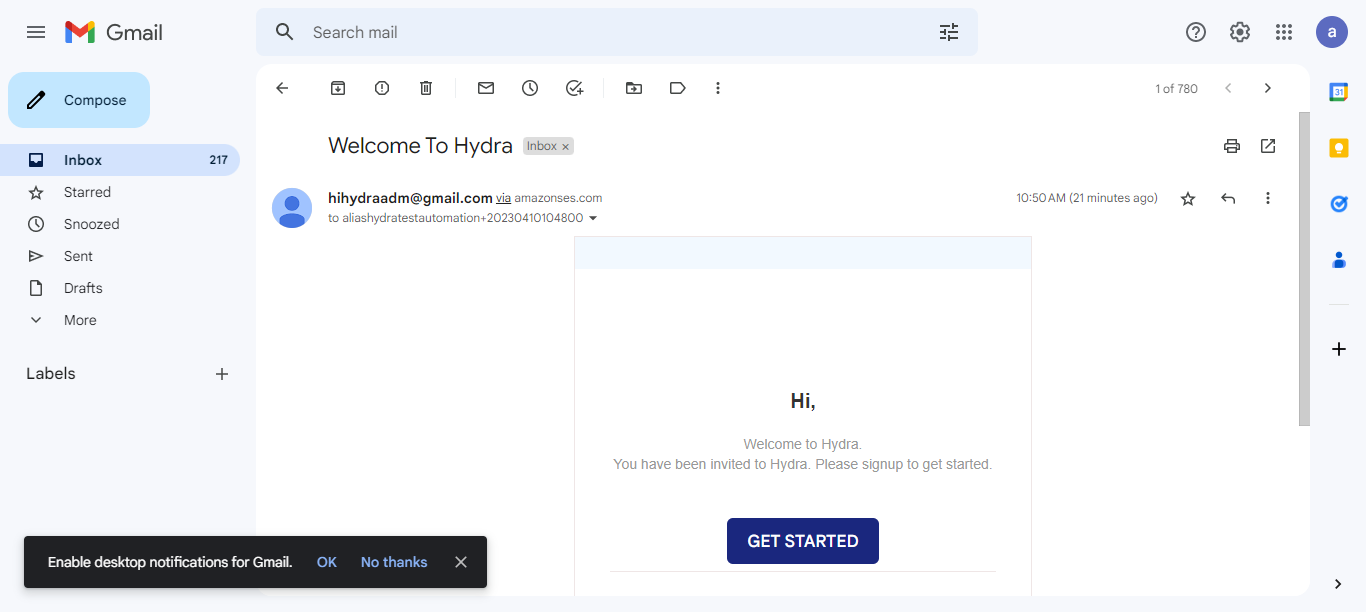 Gmail
Search mail
a
Compose
1 of 780
Inbox 217
Starred
Snoozed
Sent
Drafts
More
Labels
Welcome To Hydra Inbox ×
hihydraadm@gmail.com via amazonses.com 10:50 AM (21 minutes ago)
to aliashydratestautomation+20230410104800
31
Hi,
Welcome to Hydra.
You have been invited to Hydra. Please signup to get started.
GET STARTED
Enable desktop notifications for Gmail. OK No thanks